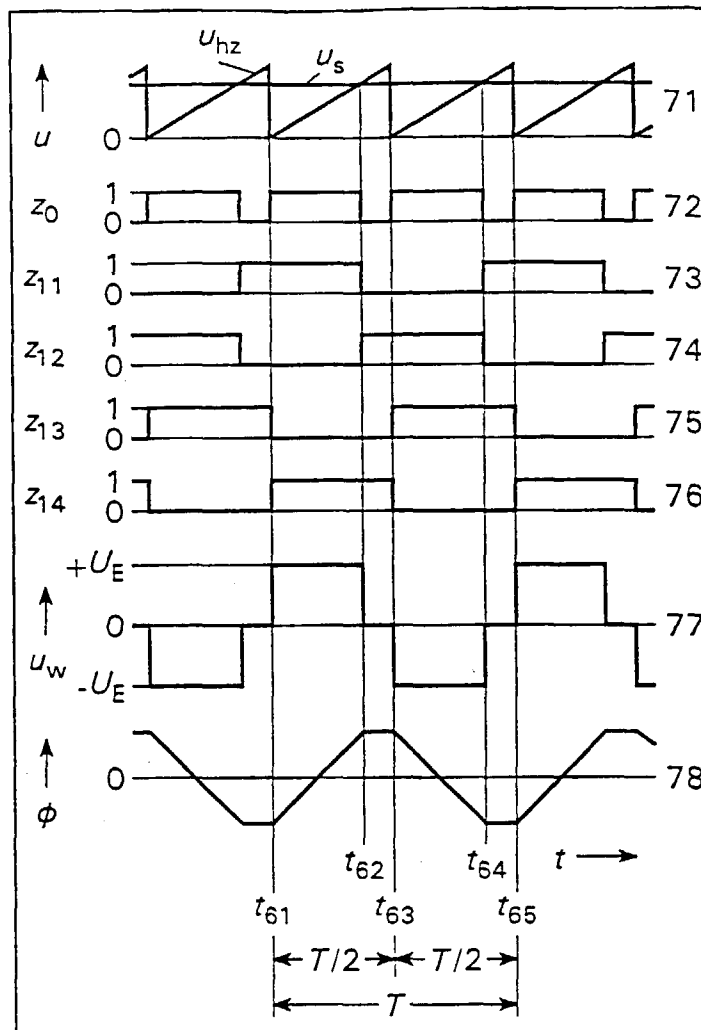 u_hz
u_s
u 0 71
z_0 1 0 72
z_11 1 0 73
z_12 1 0 74
z_13 1 0 75
z_14 1 0 76
+U_E
0 77
u_w
-U_E
0 78
ϕ
t_62 t_64 t
t_61 t_63 t_65
T/2 T/2
T